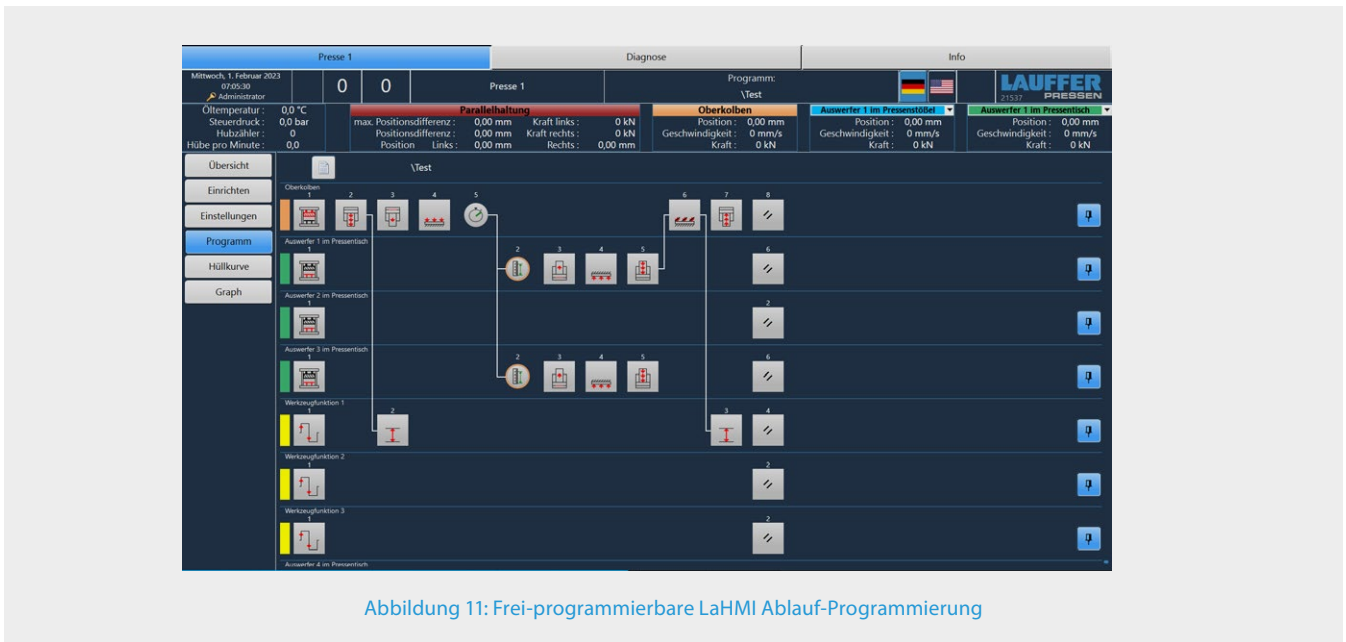 Presse 1 Diagnose Info
Mittwoch, 1. Februar 2023
07:05:30
Administrator
0 0
Presse 1
Programm:
\Test
LAUFFER
21537 PRESSEN
Öltemperatur : 0,0 °C
Steuerdruck : 0,0 bar
Hubzähler : 0
Hübe pro Minute : 0,0
Parallelhaltung
max. Positionsdifferenz : 0,00 mm Kraft links : 0 kN
Positionsdifferenz : 0,00 mm Kraft rechts : 0 kN
Position Links : 0,00 mm Rechts : 0,00 mm
Oberkolben
Position : 0,00 mm
Geschwindigkeit : 0 mm/s
Kraft : 0 kN
Auswerfer 1 im Pressenstößel
Position : 0,00 mm
Geschwindigkeit : 0 mm/s
Kraft : 0 kN
Auswerfer 1 im Pressentisch
Position : 0,00 mm
Geschwindigkeit : 0 mm/s
Kraft : 0 kN
Übersicht
Einrichten
Einstellungen
Programm
Hüllkurve
Graph
\Test
Oberkolben
1 2 3 4 5 6 7 8
Auswerfer 1 im Pressentisch
1 2 3 4 5 6
Auswerfer 2 im Pressentisch
1 2
Auswerfer 3 im Pressentisch
1 2 3 4 5 6
Werkzeugfunktion 1
1 2 3 4
Werkzeugfunktion 2
1 2
Werkzeugfunktion 3
1 2
Auswerfer 4 im Pressentisch
Abbildung 11: Frei-programmierbare LaHMI Ablauf-Programmierung